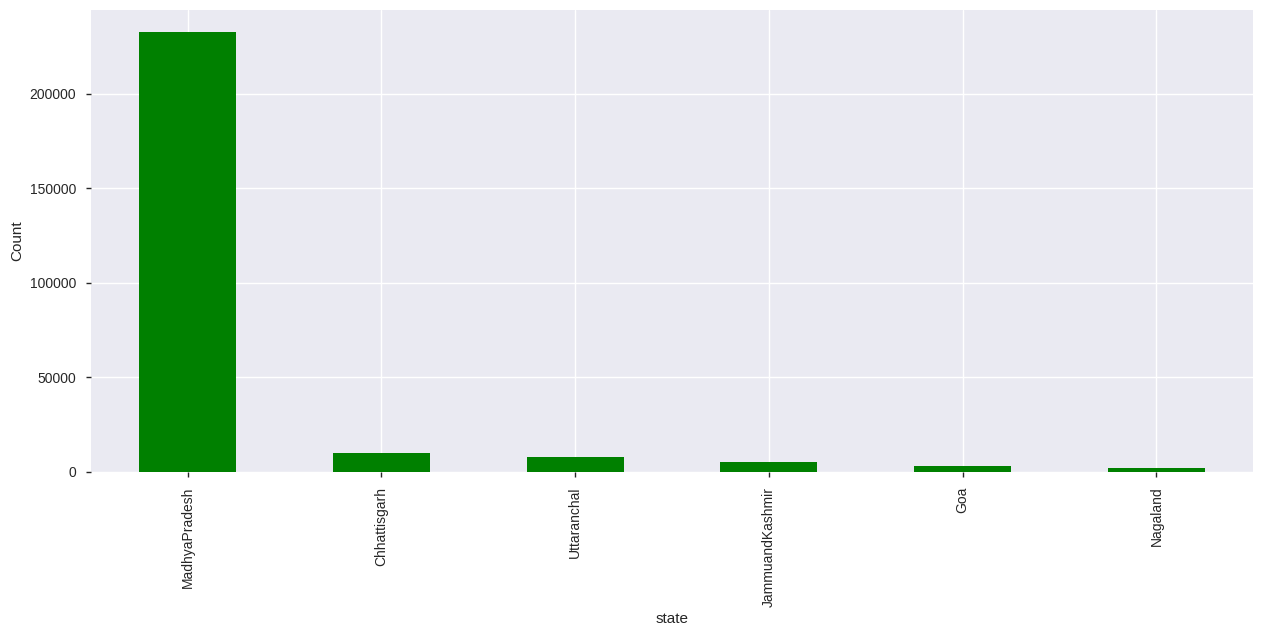 200000
150000
100000
50000
0
Count
MadhyaPradesh
Chhattisgarh
Uttaranchal
JammuandKashmir
Goa
Nagaland
state